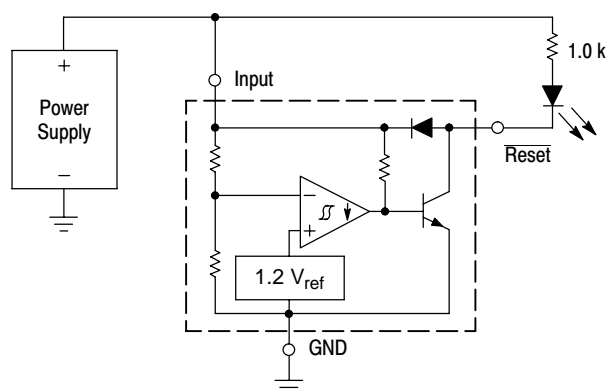 1.0 k
+
Input
Power
Supply
Reset
−
−
+
1.2 Vref
GND